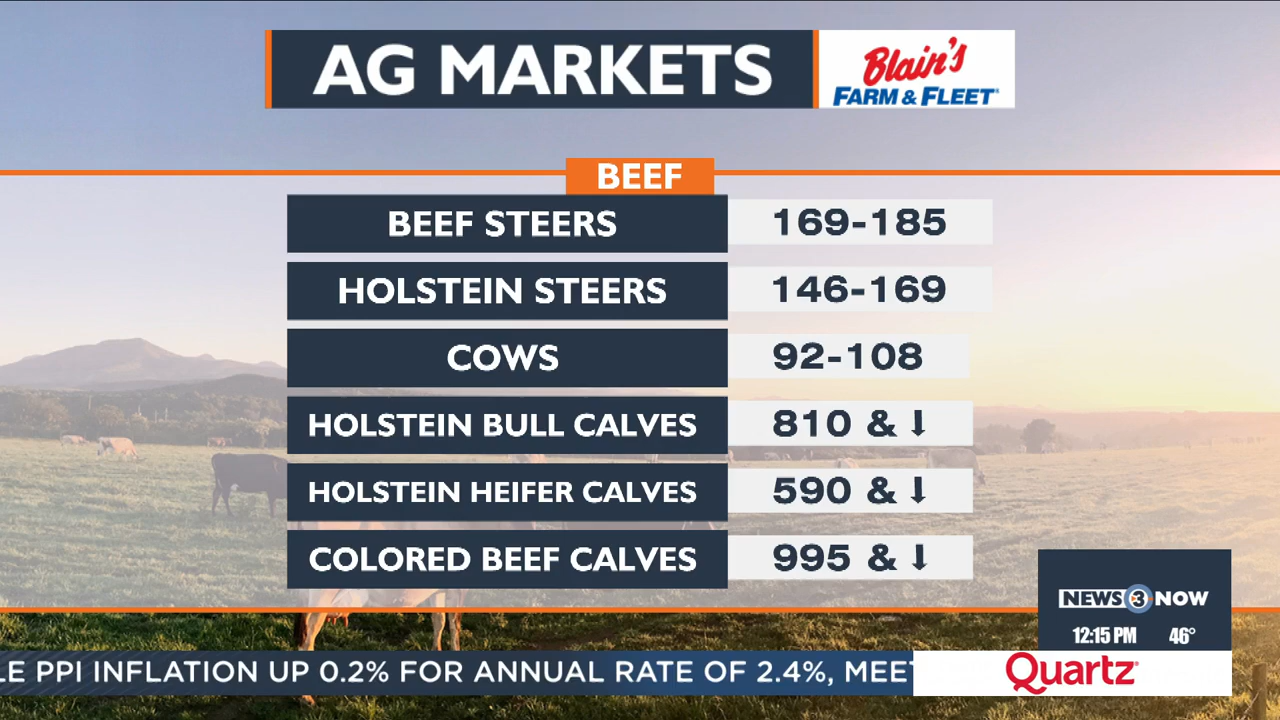 AG MARKETS
Blain's
FARM & FLEET
BEEF
BEEF STEERS 169-185
HOLSTEIN STEERS 146-169
COWS 92-108
HOLSTEIN BULL CALVES 810 & ⬇
HOLSTEIN HEIFER CALVES 590 & ⬇
COLORED BEEF CALVES 995 & ⬇
NEWS 3 NOW
12:15 PM 46°
LE PPI INFLATION UP 0.2% FOR ANNUAL RATE OF 2.4%, MEET
Quartz